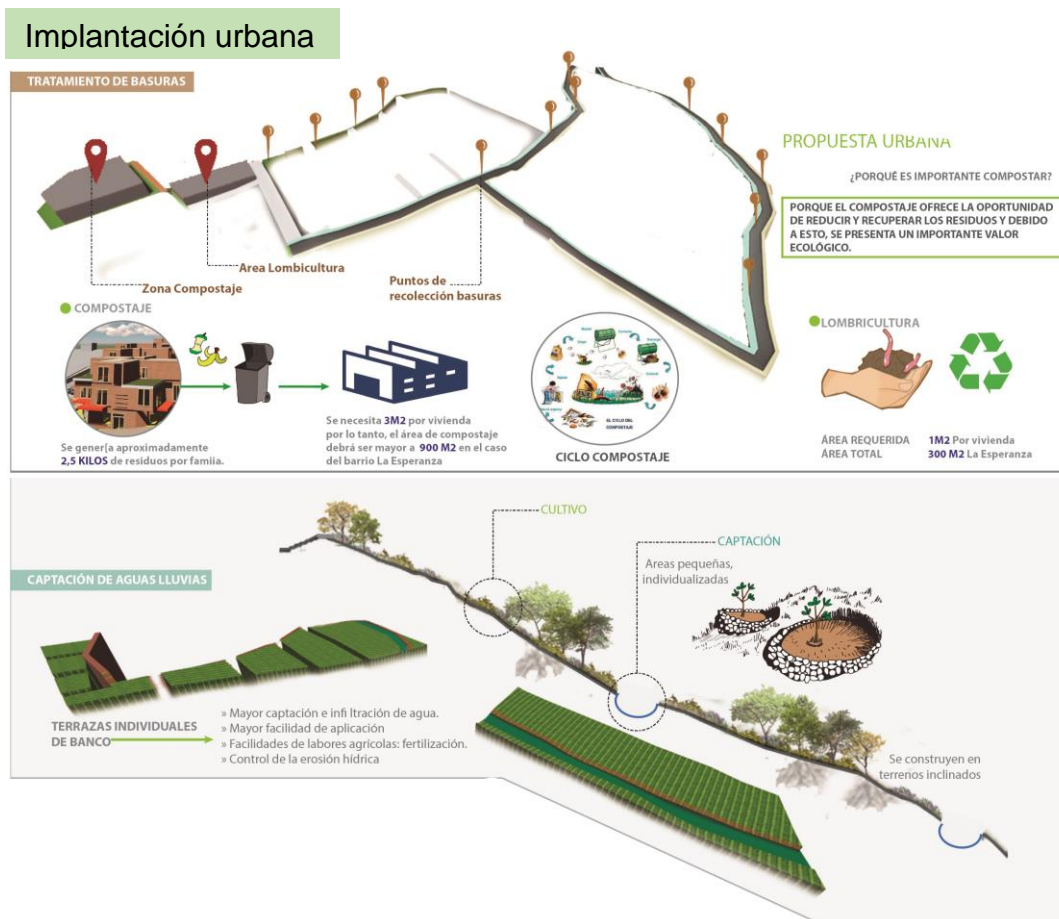 Implantación urbana
TRATAMIENTO DE BASURAS
PROPUESTA URBANA
¿PORQUÉ ES IMPORTANTE COMPOSTAR?
PORQUE EL COMPOSTAJE OFRECE LA OPORTUNIDAD
DE REDUCIR Y RECUPERAR LOS RESIDUOS Y DEBIDO
A ESTO, SE PRESENTA UN IMPORTANTE VALOR
ECOLÓGICO.
Area Lombicultura
Zona Compostaje
Puntos de
recolección basuras
COMPOSTAJE
Se gener[a aproximadamente
2,5 KILOS de residuos por famiia.
Se necesita 3M2 por vivienda
por lo tanto, el área de compostaje
debrá ser mayor a 900 M2 en el caso
del barrio La Esperanza
EL CICLO DEL
COMPOSTAJE
CICLO COMPOSTAJE
LOMBRICULTURA
ÁREA REQUERIDA 1M2 Por vivienda
ÁREA TOTAL 300 M2 La Esperanza
CULTIVO
CAPTACIÓN
Areas pequeñas,
individualizadas
CAPTACIÓN DE AGUAS LLUVIAS
TERRAZAS INDIVIDUALES
DE BANCO
» Mayor captación e infi ltración de agua.
» Mayor facilidad de aplicación
» Facilidades de labores agrícolas: fertilización.
» Control de la erosión hídrica
Se construyen en
terrenos inclinados